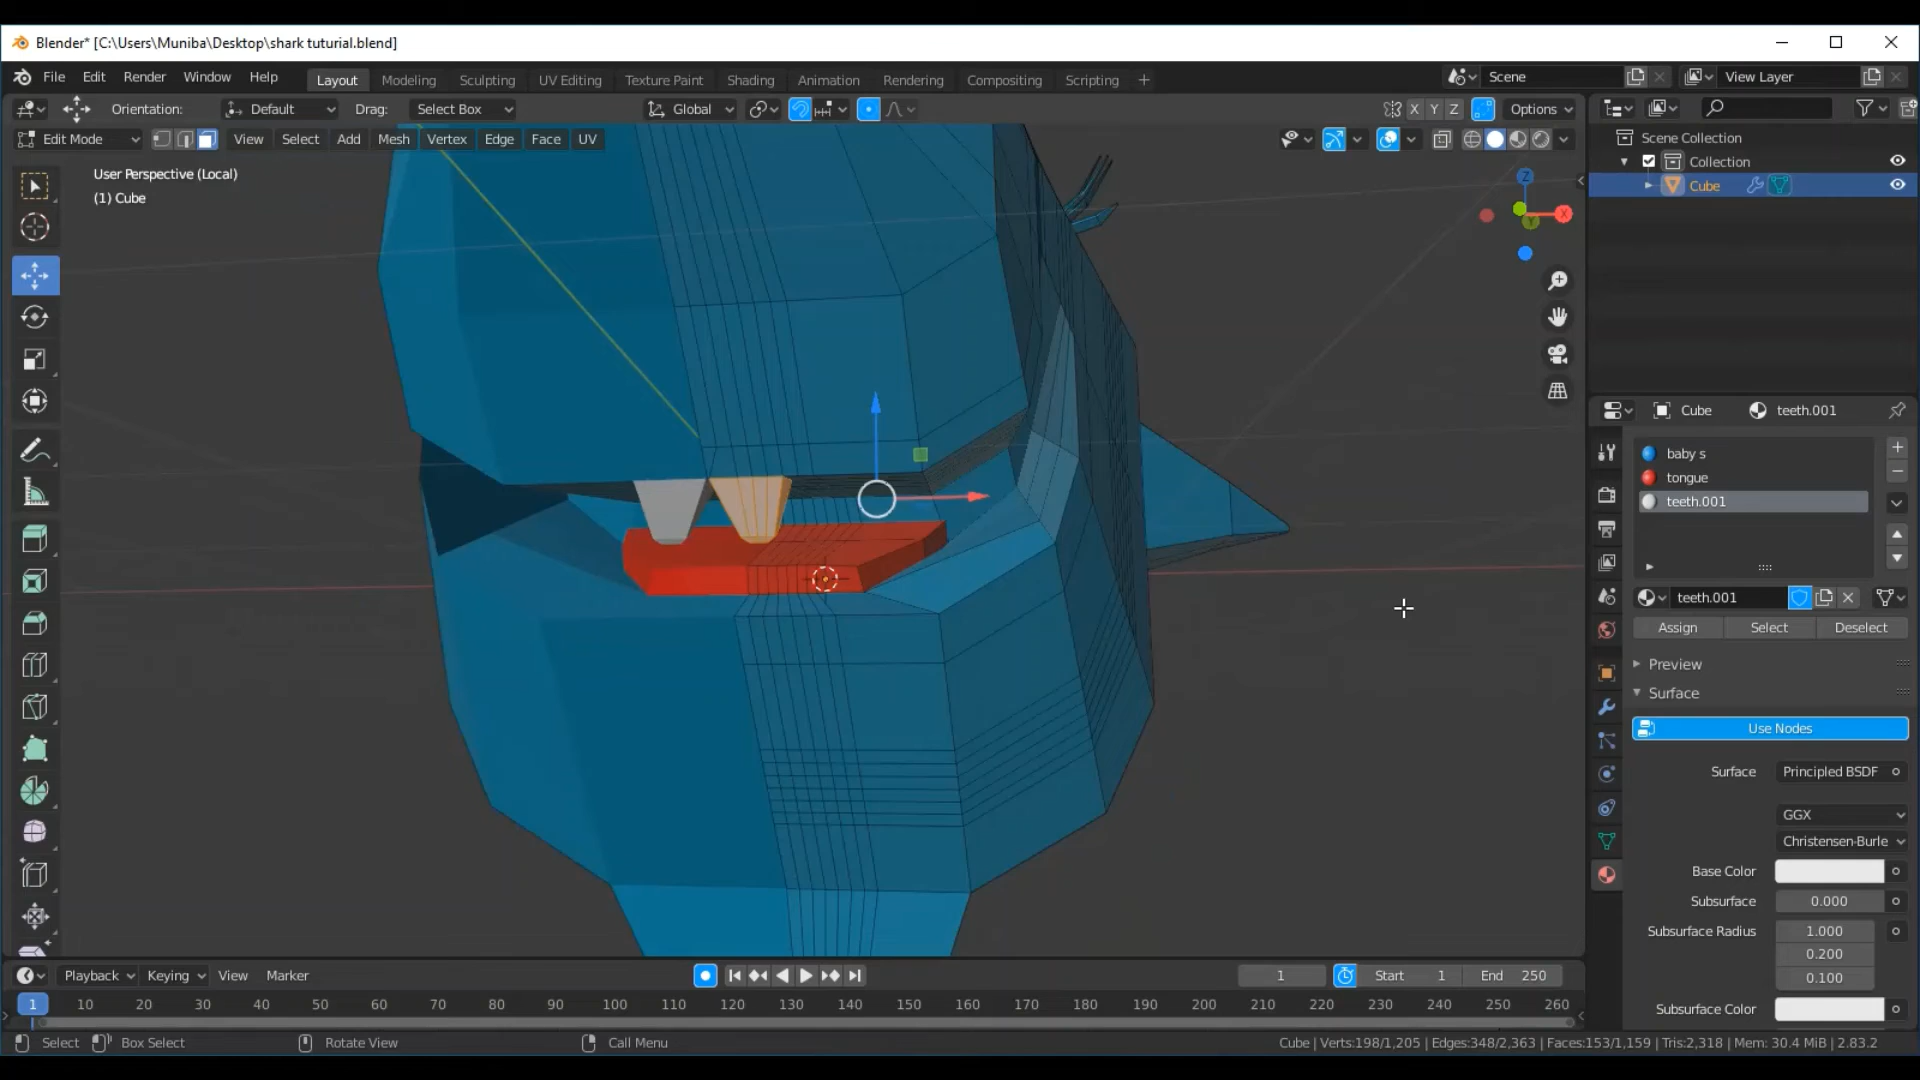 Blender* [C:\Users\Muniba\Desktop\shark tuturial.blend]
File Edit Render Window Help Layout Modeling Sculpting UV Editing Texture Paint Shading Animation Rendering Compositing Scripting + Scene View Layer
Orientation: Default Drag: Select Box Global X Y Z Options
Edit Mode View Select Add Mesh Vertex Edge Face UV
Scene Collection
Collection
Cube
User Perspective (Local)
(1) Cube
Z
X
Y
Cube teeth.001
baby s
tongue
teeth.001
teeth.001
Assign Select Deselect
Preview
Surface
Use Nodes
Surface Principled BSDF
GGX
Christensen-Burle
Base Color
Subsurface 0.000
Subsurface Radius 1.000
0.200
0.100
Subsurface Color
Playback Keying View Marker 1 Start 1 End 250
1 10 20 30 40 50 60 70 80 90 100 110 120 130 140 150 160 170 180 190 200 210 220 230 240 250 260
Select Box Select Rotate View Call Menu Cube | Verts:198/1,205 | Edges:348/2,363 | Faces:153/1,159 | Tris:2,318 | Mem: 30.4 MiB | 2.83.2